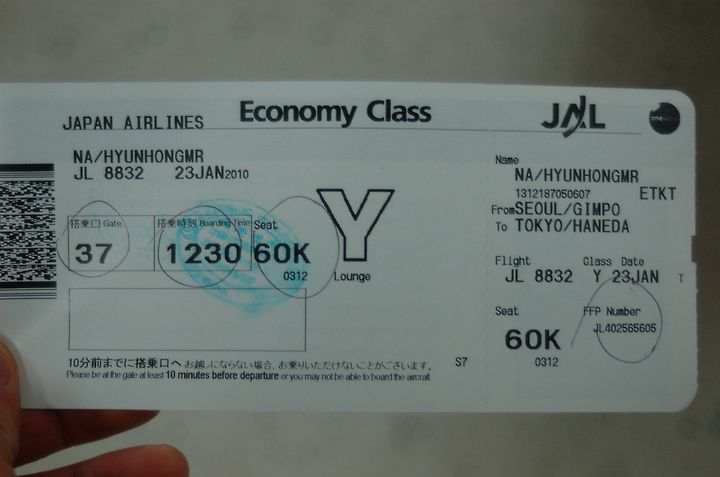 JAPAN AIRLINES
Economy Class
JAL
NA/HYUNHONGMR
JL 8832 23JAN2010
搭乗口 Gate
37
搭乗時刻 Boarding Time
1230
Seat
60K
0312
Y
Lounge
10分前までに搭乗口へ お越しにならない場合、お乗りいただけないことがございます。
Please be at the gate at least 10 minutes before departure or you may not be able to board the aircraft
S7
Name
NA/HYUNHONGMR
1312187050607 ETKT
From SEOUL/GIMPO
To TOKYO/HANEDA
Flight Class Date
JL 8832 Y 23JAN T
Seat FFP Number
60K JL402565605
0312